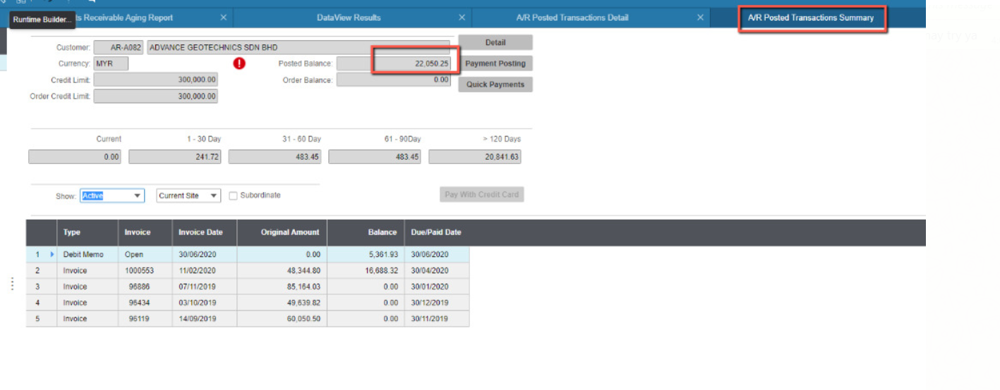 Runtime Builder... ts Receivable Aging Report × DataView Results × A/R Posted Transactions Detail × A/R Posted Transactions Summary
may try ya
Customer: AR-A082 ADVANCE GEOTECHNICS SDN BHD Detail
Currency: MYR Posted Balance: 22,050.25 Payment Posting
Credit Limit: 300,000.00 Order Balance: 0.00 Quick Payments
Order Credit Limit: 300,000.00
Current 1 - 30 Day 31 - 60 Day 61 - 90Day > 120 Days
0.00 241.72 483.45 483.45 20,841.63
Show: Active Current Site Subordinate Pay With Credit Card
Type Invoice Invoice Date Original Amount Balance Due/Paid Date
1 Debit Memo Open 30/06/2020 0.00 5,361.93 30/06/2020
2 Invoice 1000553 11/02/2020 48,344.80 16,688.32 30/04/2020
3 Invoice 96886 07/11/2019 85,164.03 0.00 30/01/2020
4 Invoice 96434 03/10/2019 49,639.82 0.00 30/12/2019
5 Invoice 96119 14/09/2019 60,050.50 0.00 30/11/2019